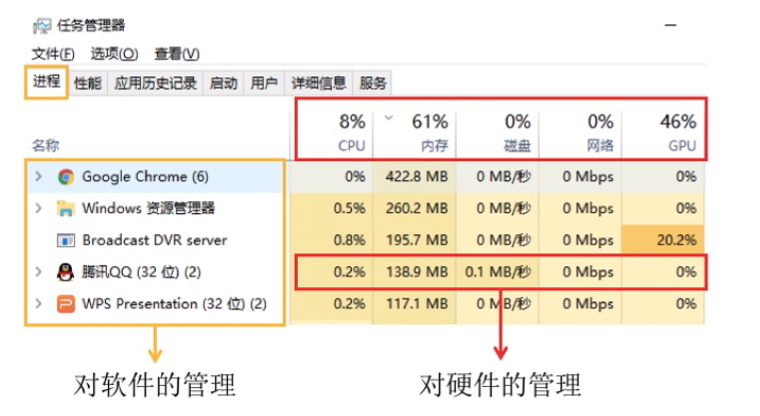 任务管理器
文件(F) 选项(O) 查看(V)
进程 性能 应用历史记录 启动 用户 详细信息 服务
8% 61% 0% 0% 46%
名称 CPU 内存 磁盘 网络 GPU
Google Chrome (6) 0% 422.8 MB 0 MB/秒 0 Mbps 0%
Windows 资源管理器 0.5% 260.2 MB 0 MB/秒 0 Mbps 0%
Broadcast DVR server 0.8% 195.7 MB 0 MB/秒 0 Mbps 20.2%
腾讯QQ (32 位) (2) 0.2% 138.9 MB 0.1 MB/秒 0 Mbps 0%
WPS Presentation (32 位) (2) 0.2% 117.1 MB 0 MB/秒 0 Mbps 0%
对软件的管理 对硬件的管理